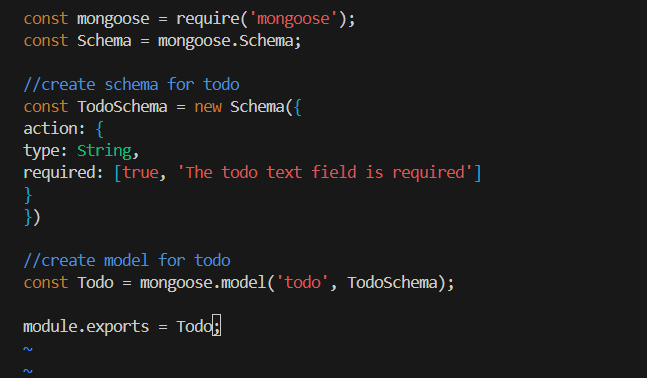 const mongoose = require('mongoose');
const Schema = mongoose.Schema;

//create schema for todo
const TodoSchema = new Schema({
action: {
type: String,
required: [true, 'The todo text field is required']
}
})

//create model for todo
const Todo = mongoose.model('todo', TodoSchema);

module.exports = Todo;
~
~